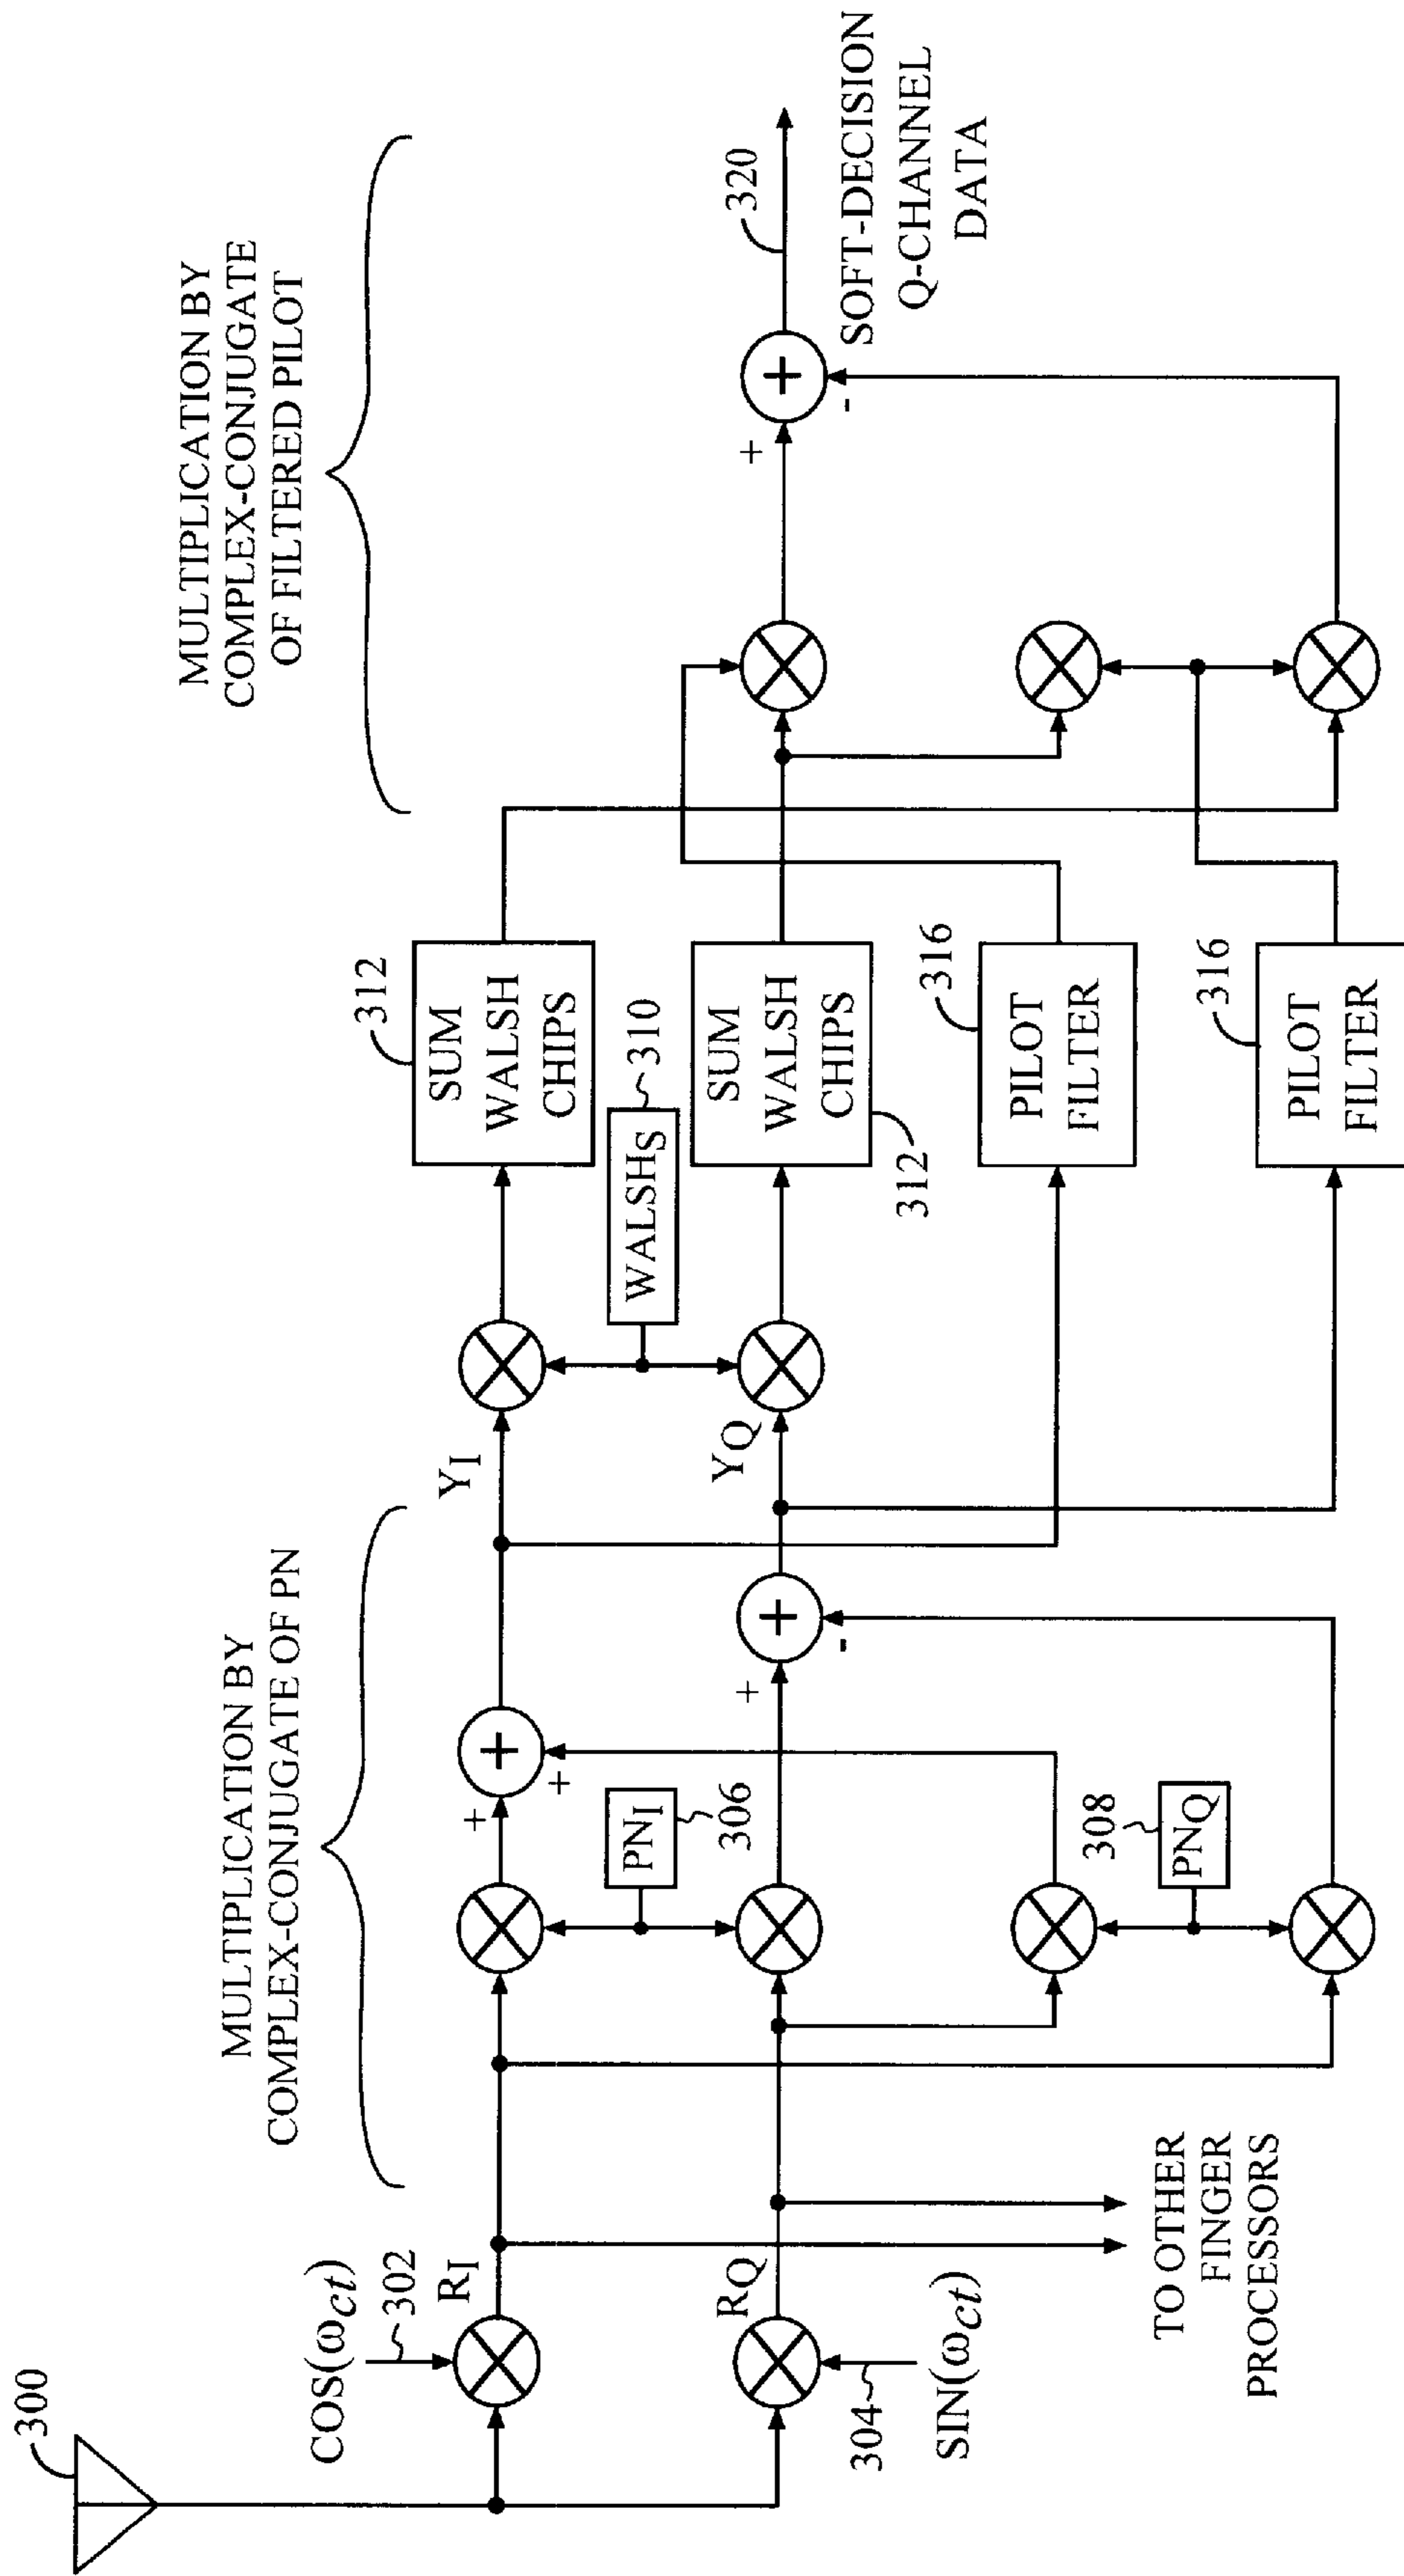 300
COS(ωct)
302
RI
RQ
304
SIN(ωct)
TO OTHER
FINGER
PROCESSORS
MULTIPLICATION BY
COMPLEX-CONJUGATE OF PN
PNI
306
308
PNQ
+
+
+
+
-
+
YI
YQ
WALSHS
310
312
SUM
WALSH
CHIPS
SUM
WALSH
CHIPS
312
316
PILOT
FILTER
316
PILOT
FILTER
MULTIPLICATION BY
COMPLEX-CONJUGATE
OF FILTERED PILOT
+
+
-
320
SOFT-DECISION
Q-CHANNEL
DATA